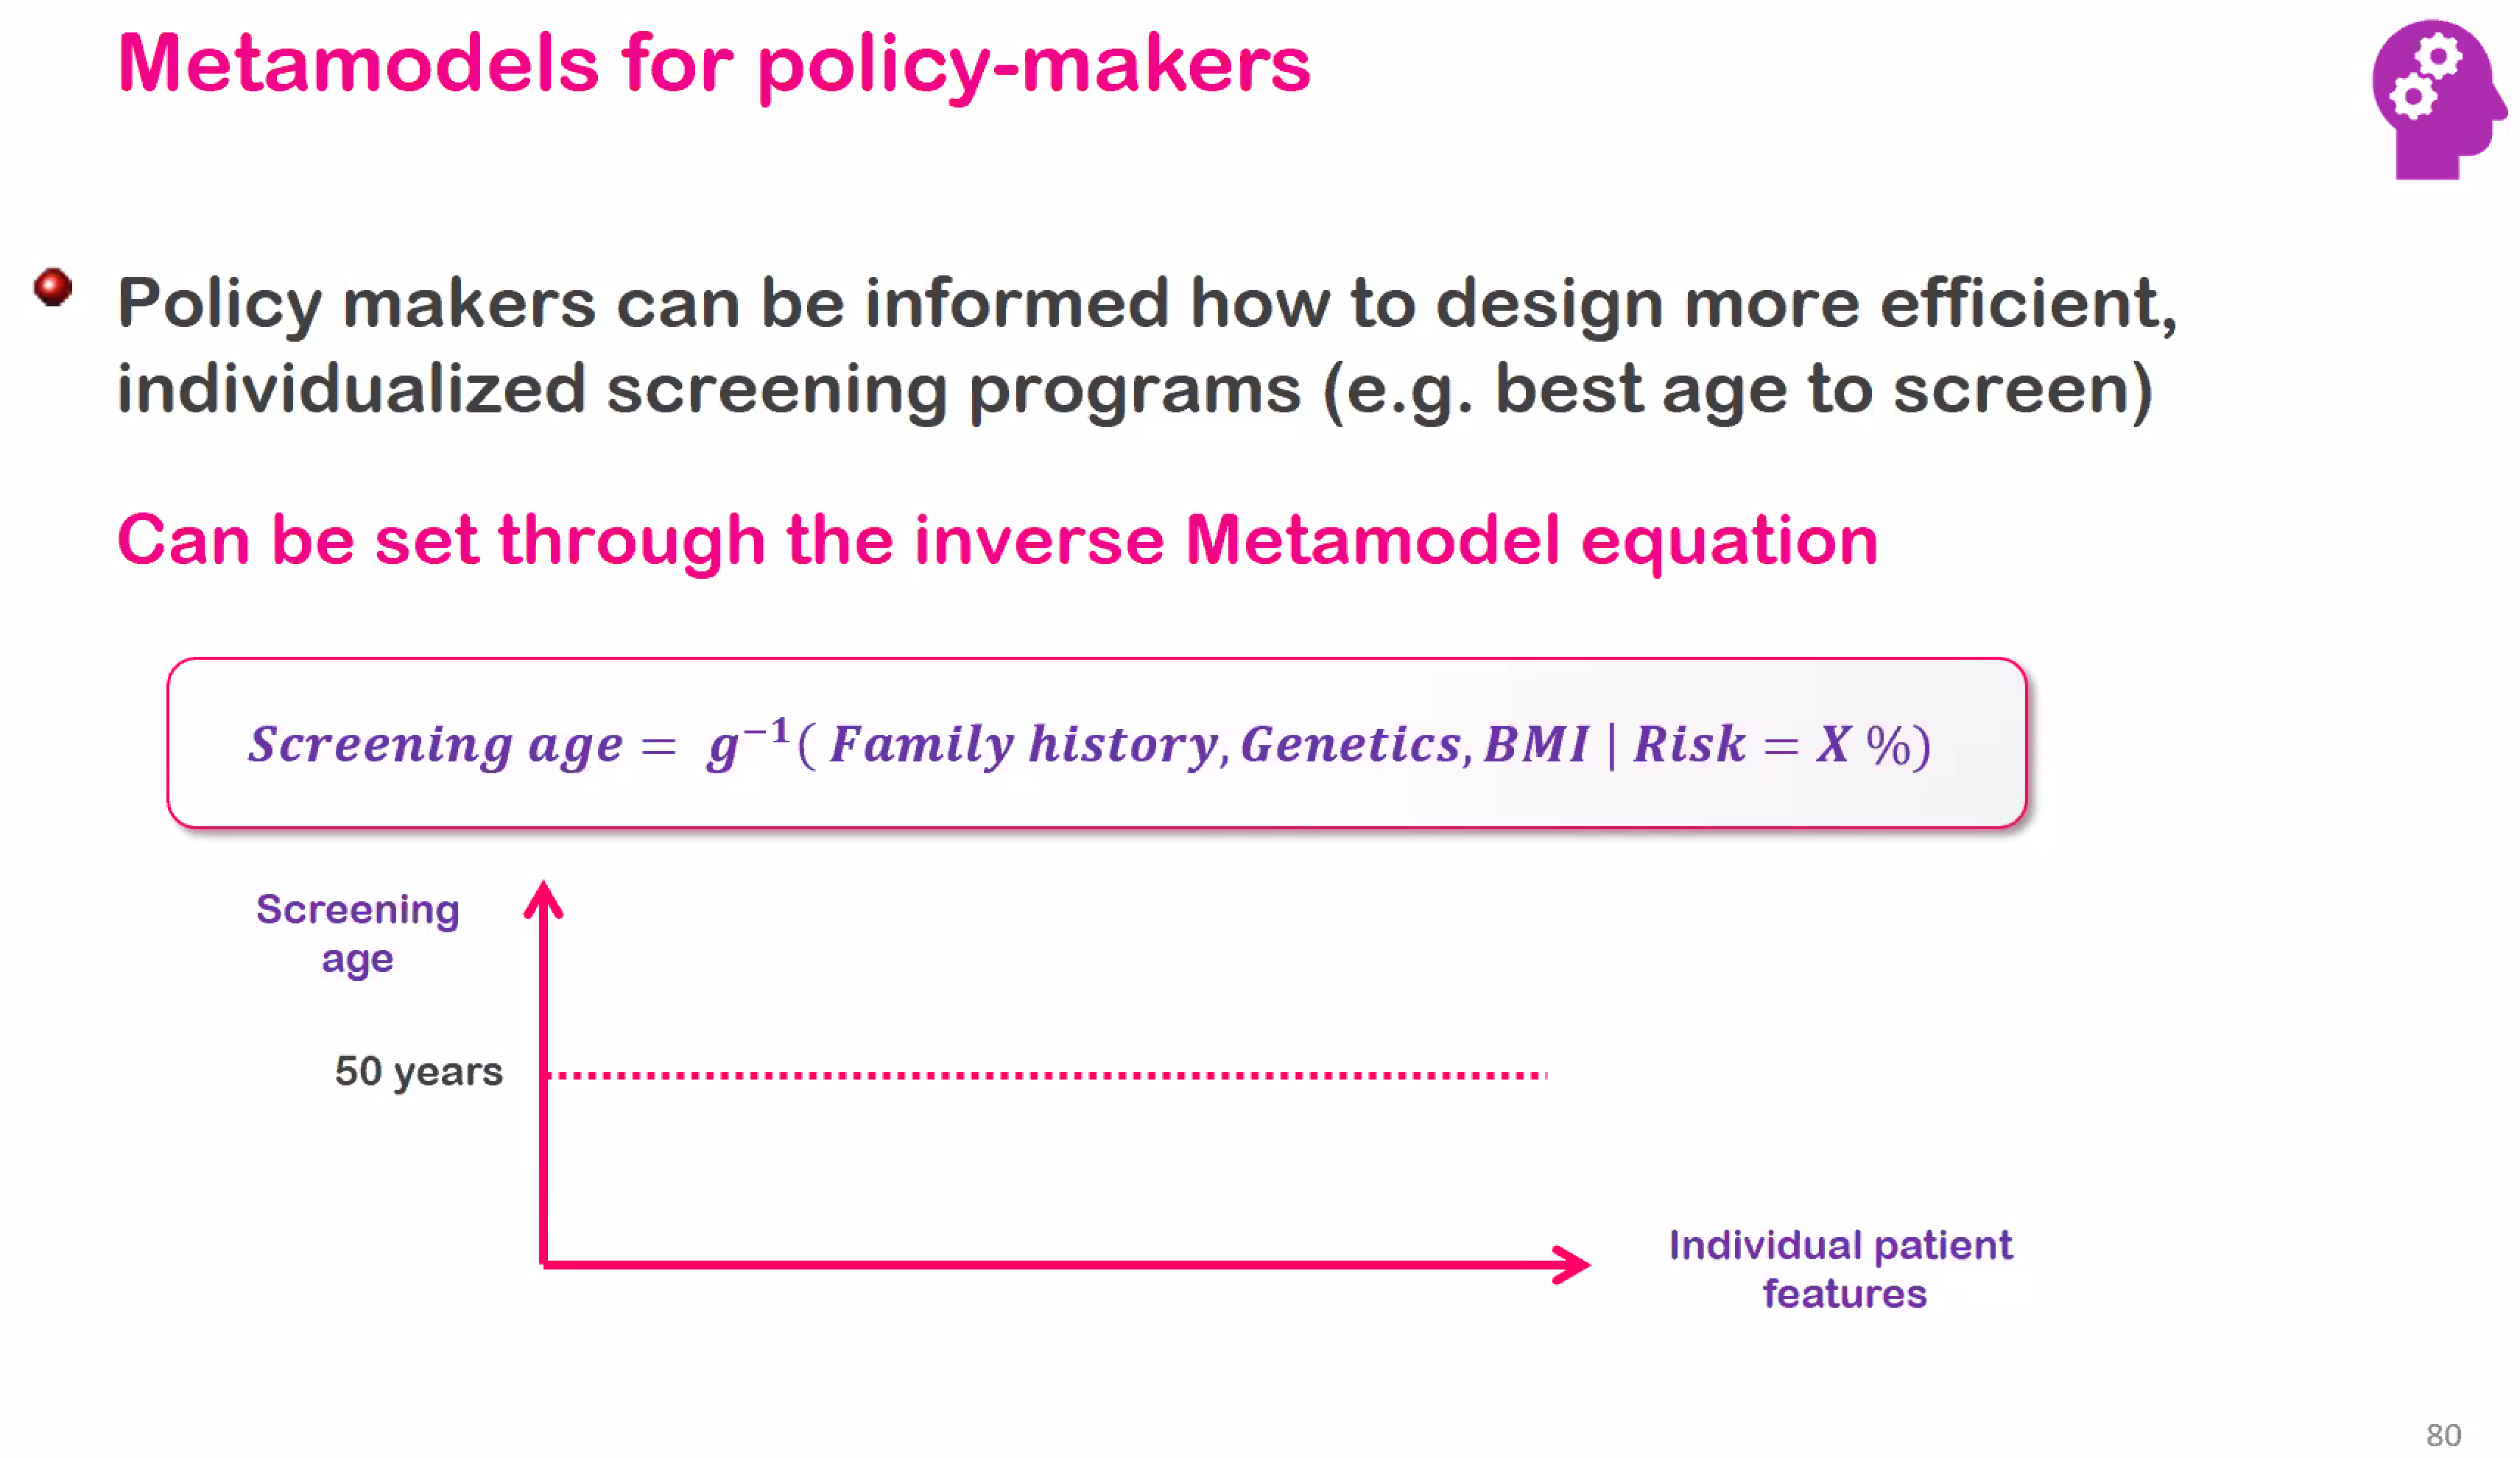 Metamodels for policy-makers
Policy makers can be informed how to design more efficient,
individualized screening programs (e.g. best age to screen)
Can be set through the inverse Metamodel equation
Screening age = g⁻¹( Family history, Genetics, BMI | Risk = X %)
Screening
age
50 years
Individual patient
features
80